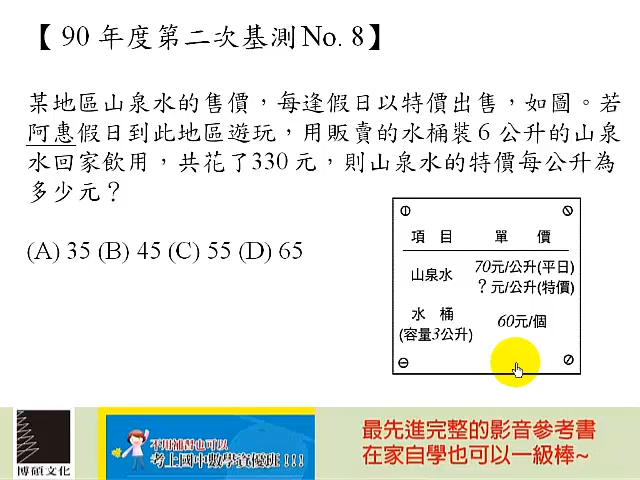 【90 年度第二次基測 No. 8】
某地區山泉水的售價，每逢假日以特價出售，如圖。若
阿惠假日到此地區遊玩，用販賣的水桶裝 6 公升的山泉
水回家飲用，共花了330 元，則山泉水的特價每公升為
多少元？
(A) 35 (B) 45 (C) 55 (D) 65
項 目 單 價
山泉水 70元/公升(平日)
？元/公升(特價)
水 桶
(容量3公升) 60元/個
博碩文化
不用補習也可以
考上國中數學資優班!!!
最先進完整的影音參考書
在家自學也可以一級棒~